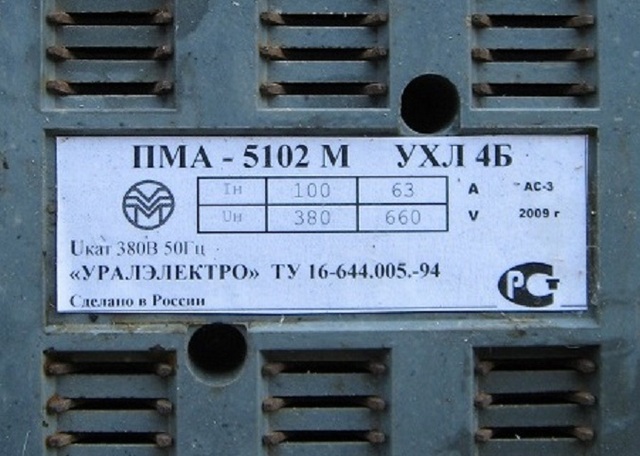 ПМА - 5102 М УХЛ 4Б
Iн 100 63 А АС-3
Uн 380 660 V 2009 г
Uкат 380В 50Гц
«УРАЛЭЛЕКТРО» ТУ 16-644.005.-94
Сделано в России
РСТ